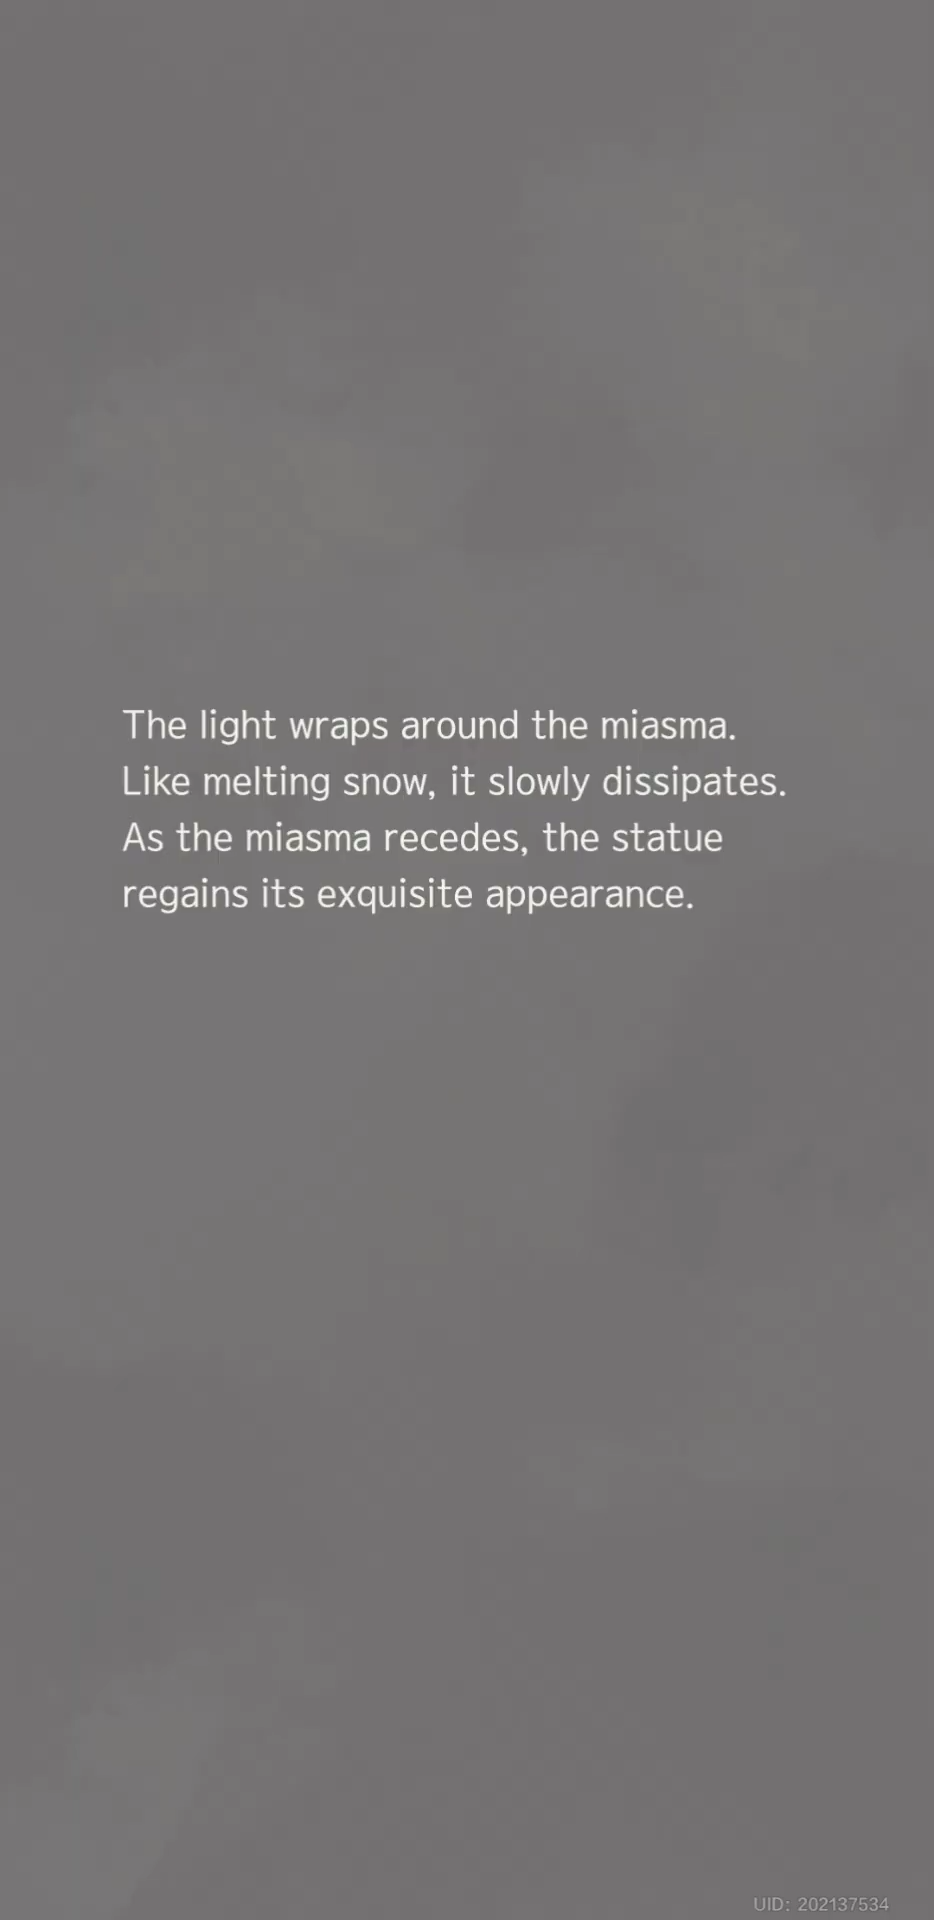 The light wraps around the miasma.
Like melting snow, it slowly dissipates.
As the miasma recedes, the statue
regains its exquisite appearance.
UID: 202137534